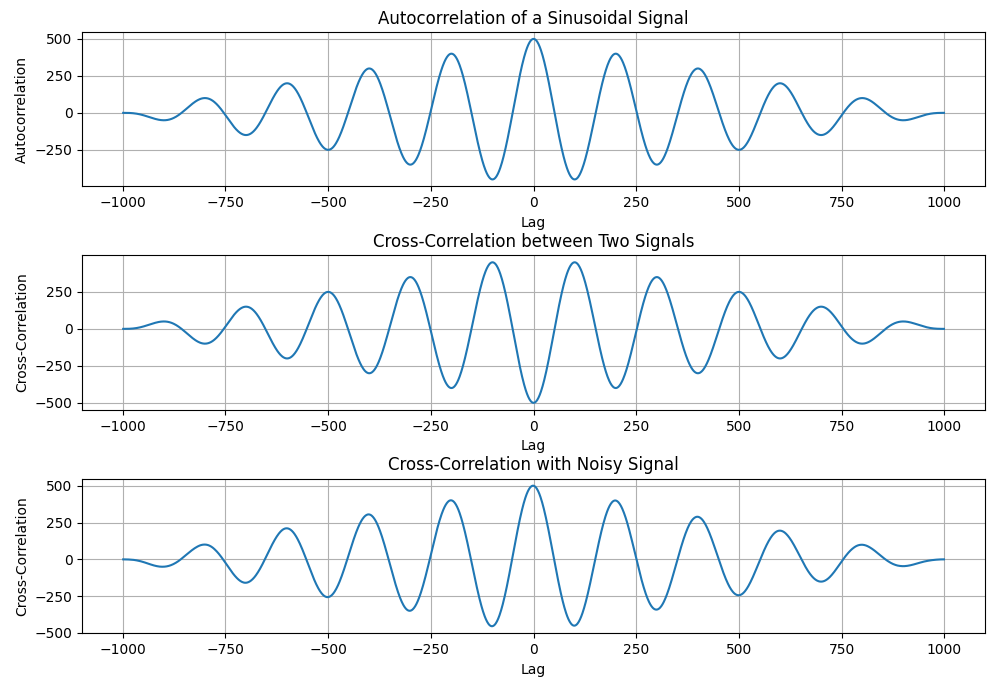 Autocorrelation of a Sinusoidal Signal
500
250
0
−250
Autocorrelation
−1000 −750 −500 −250 0 250 500 750 1000
Lag
Cross-Correlation between Two Signals
250
0
−250
−500
Cross-Correlation
−1000 −750 −500 −250 0 250 500 750 1000
Lag
Cross-Correlation with Noisy Signal
500
250
0
−250
−500
Cross-Correlation
−1000 −750 −500 −250 0 250 500 750 1000
Lag